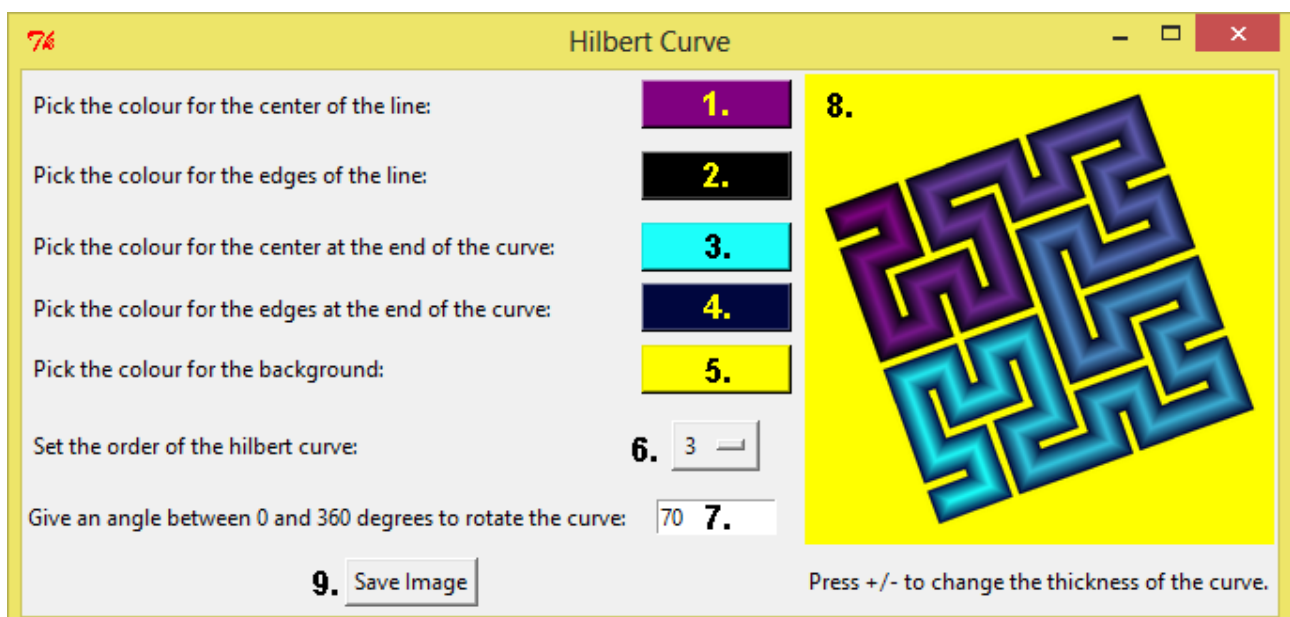 Hilbert Curve
Pick the colour for the center of the line: 1.
8.
Pick the colour for the edges of the line: 2.
Pick the colour for the center at the end of the curve: 3.
Pick the colour for the edges at the end of the curve: 4.
Pick the colour for the background: 5.
Set the order of the hilbert curve: 6. 3
Give an angle between 0 and 360 degrees to rotate the curve: 70 7.
9. Save Image
Press +/- to change the thickness of the curve.